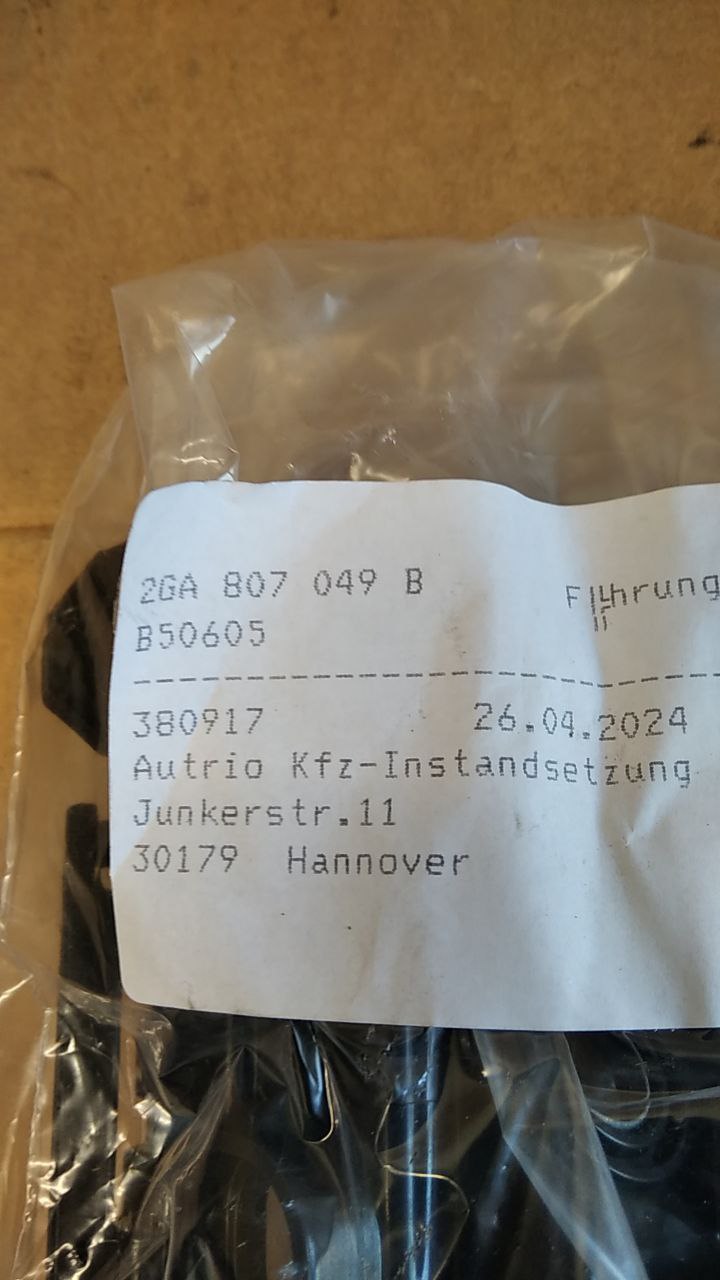 2GA 807 049 B Führung
B50605
380917 26.04.2024
Autrio Kfz-Instandsetzung
Junkerstr.11
30179 Hannover